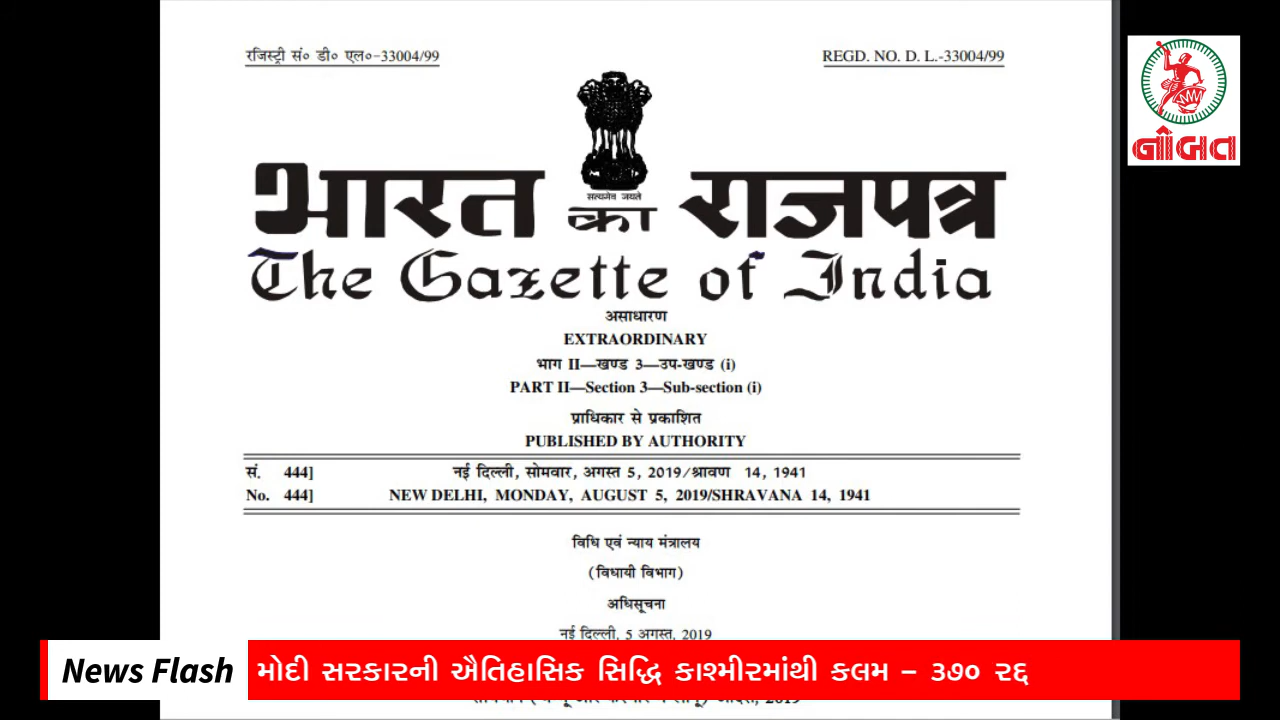 रजिस्ट्री सं० डी० एल०-33004/99
REGD. NO. D. L.-33004/99
नोबत
सत्यमेव जयते
भारत का राजपत्र
The Gazette of India
असाधारण
EXTRAORDINARY
भाग II—खण्ड 3—उप-खण्ड (i)
PART II—Section 3—Sub-section (i)
प्राधिकार से प्रकाशित
PUBLISHED BY AUTHORITY
सं. 444] नई दिल्ली, सोमवार, अगस्त 5, 2019/श्रावण 14, 1941
No. 444] NEW DELHI, MONDAY, AUGUST 5, 2019/SHRAVANA 14, 1941
विधि एवं न्याय मंत्रालय
(विधायी विभाग)
अधिसूचना
नई दिल्ली, 5 अगस्त, 2019
News Flash મોદી સરકારની ઐતિહાસિક સિદ્ધિ કાશ્મીરમાંથી કલમ – ૩૭૦ રદ્દ